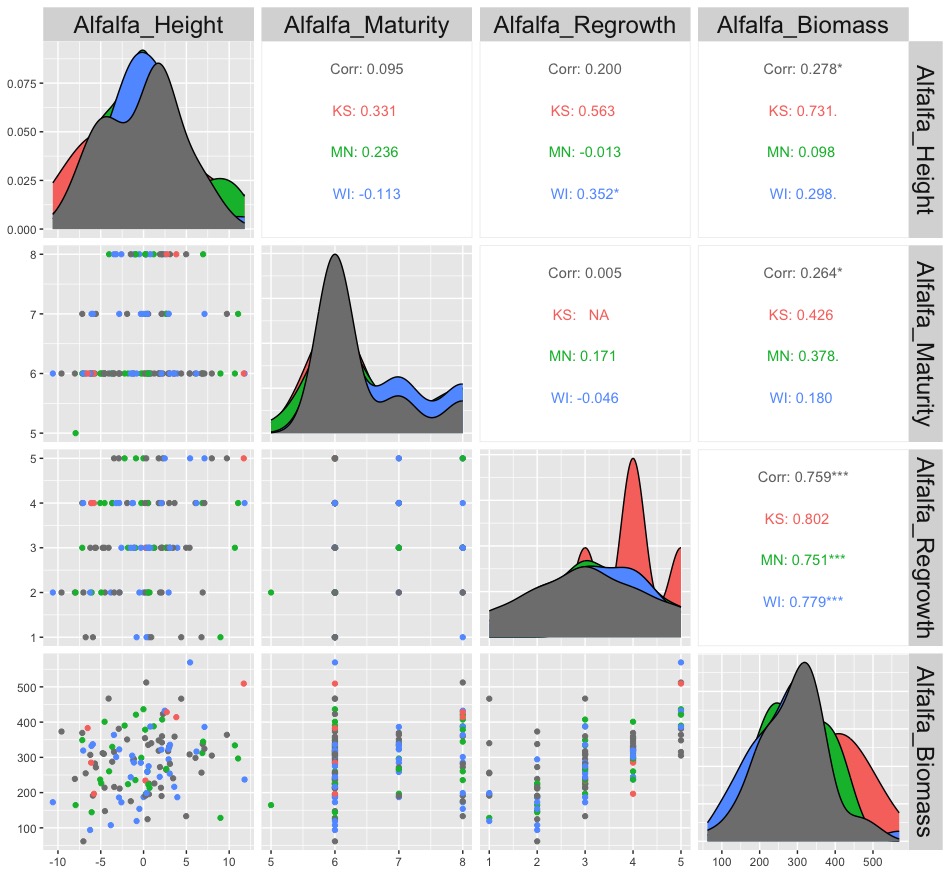 Alfalfa_Height Alfalfa_Maturity Alfalfa_Regrowth Alfalfa_Biomass
0.075
0.050
0.025
0.000
Corr: 0.095
KS: 0.331
MN: 0.236
WI: -0.113
Corr: 0.200
KS: 0.563
MN: -0.013
WI: 0.352*
Corr: 0.278*
KS: 0.731.
MN: 0.098
WI: 0.298.
Alfalfa_Height
8
7
6
5
Corr: 0.005
KS: NA
MN: 0.171
WI: -0.046
Corr: 0.264*
KS: 0.426
MN: 0.378.
WI: 0.180
Alfalfa_Maturity
5
4
3
2
1
Corr: 0.759***
KS: 0.802
MN: 0.751***
WI: 0.779***
Alfalfa_Regrowth
500
400
300
200
100
Alfalfa_Biomass
-10 -5 0 5 10 5 6 7 8 1 2 3 4 5 100 200 300 400 500